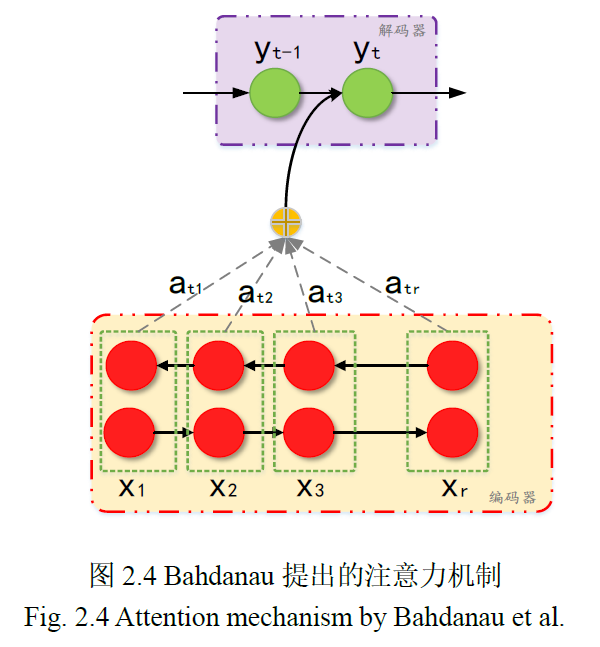 解码器
yt-1 yt
at1 at2 at3 atr
x1 x2 x3 xr
编码器
图 2.4 Bahdanau 提出的注意力机制
Fig. 2.4 Attention mechanism by Bahdanau et al.